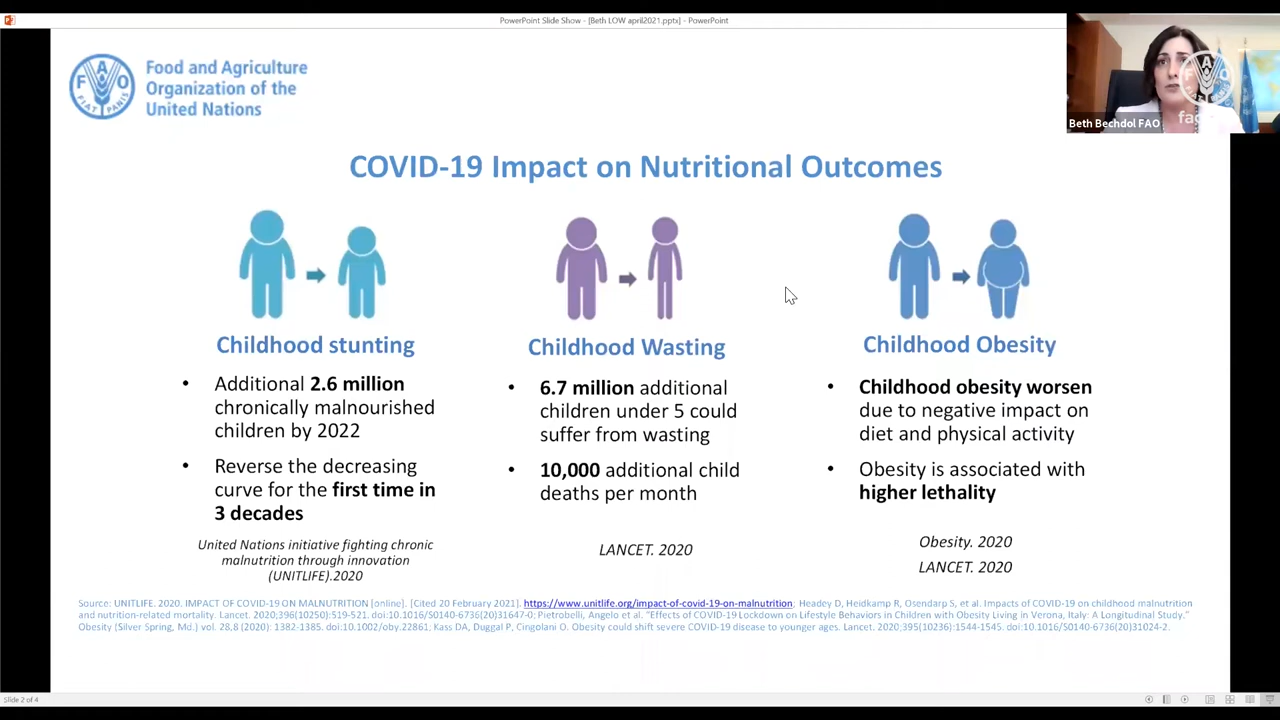 PowerPoint Slide Show - [Beth LOW april2021.pptx] - PowerPoint
F A O
FIAT PANIS
Food and Agriculture
Organization of the
United Nations
Beth Bechdol FAO
COVID-19 Impact on Nutritional Outcomes
Childhood stunting
• Additional 2.6 million
chronically malnourished
children by 2022
• Reverse the decreasing
curve for the first time in
3 decades
United Nations initiative fighting chronic
malnutrition through innovation
(UNITLIFE).2020
Childhood Wasting
• 6.7 million additional
children under 5 could
suffer from wasting
• 10,000 additional child
deaths per month
LANCET. 2020
Childhood Obesity
• Childhood obesity worsen
due to negative impact on
diet and physical activity
• Obesity is associated with
higher lethality
Obesity. 2020
LANCET. 2020
Source: UNITLIFE. 2020. IMPACT OF COVID-19 ON MALNUTRITION [online]. [Cited 20 February 2021]. https://www.unitlife.org/impact-of-covid-19-on-malnutrition; Headey D, Heidkamp R, Osendarp S, et al. Impacts of COVID-19 on childhood malnutrition
and nutrition-related mortality. Lancet. 2020;396(10250):519-521. doi:10.1016/S0140-6736(20)31647-0; Pietrobelli, Angelo et al. "Effects of COVID-19 Lockdown on Lifestyle Behaviors in Children with Obesity Living in Verona, Italy: A Longitudinal Study."
Obesity (Silver Spring, Md.) vol. 28,8 (2020): 1382-1385. doi:10.1002/oby.22861; Kass DA, Duggal P, Cingolani O. Obesity could shift severe COVID-19 disease to younger ages. Lancet. 2020;395(10236):1544-1545. doi:10.1016/S0140-6736(20)31024-2.
Slide 2 of 4